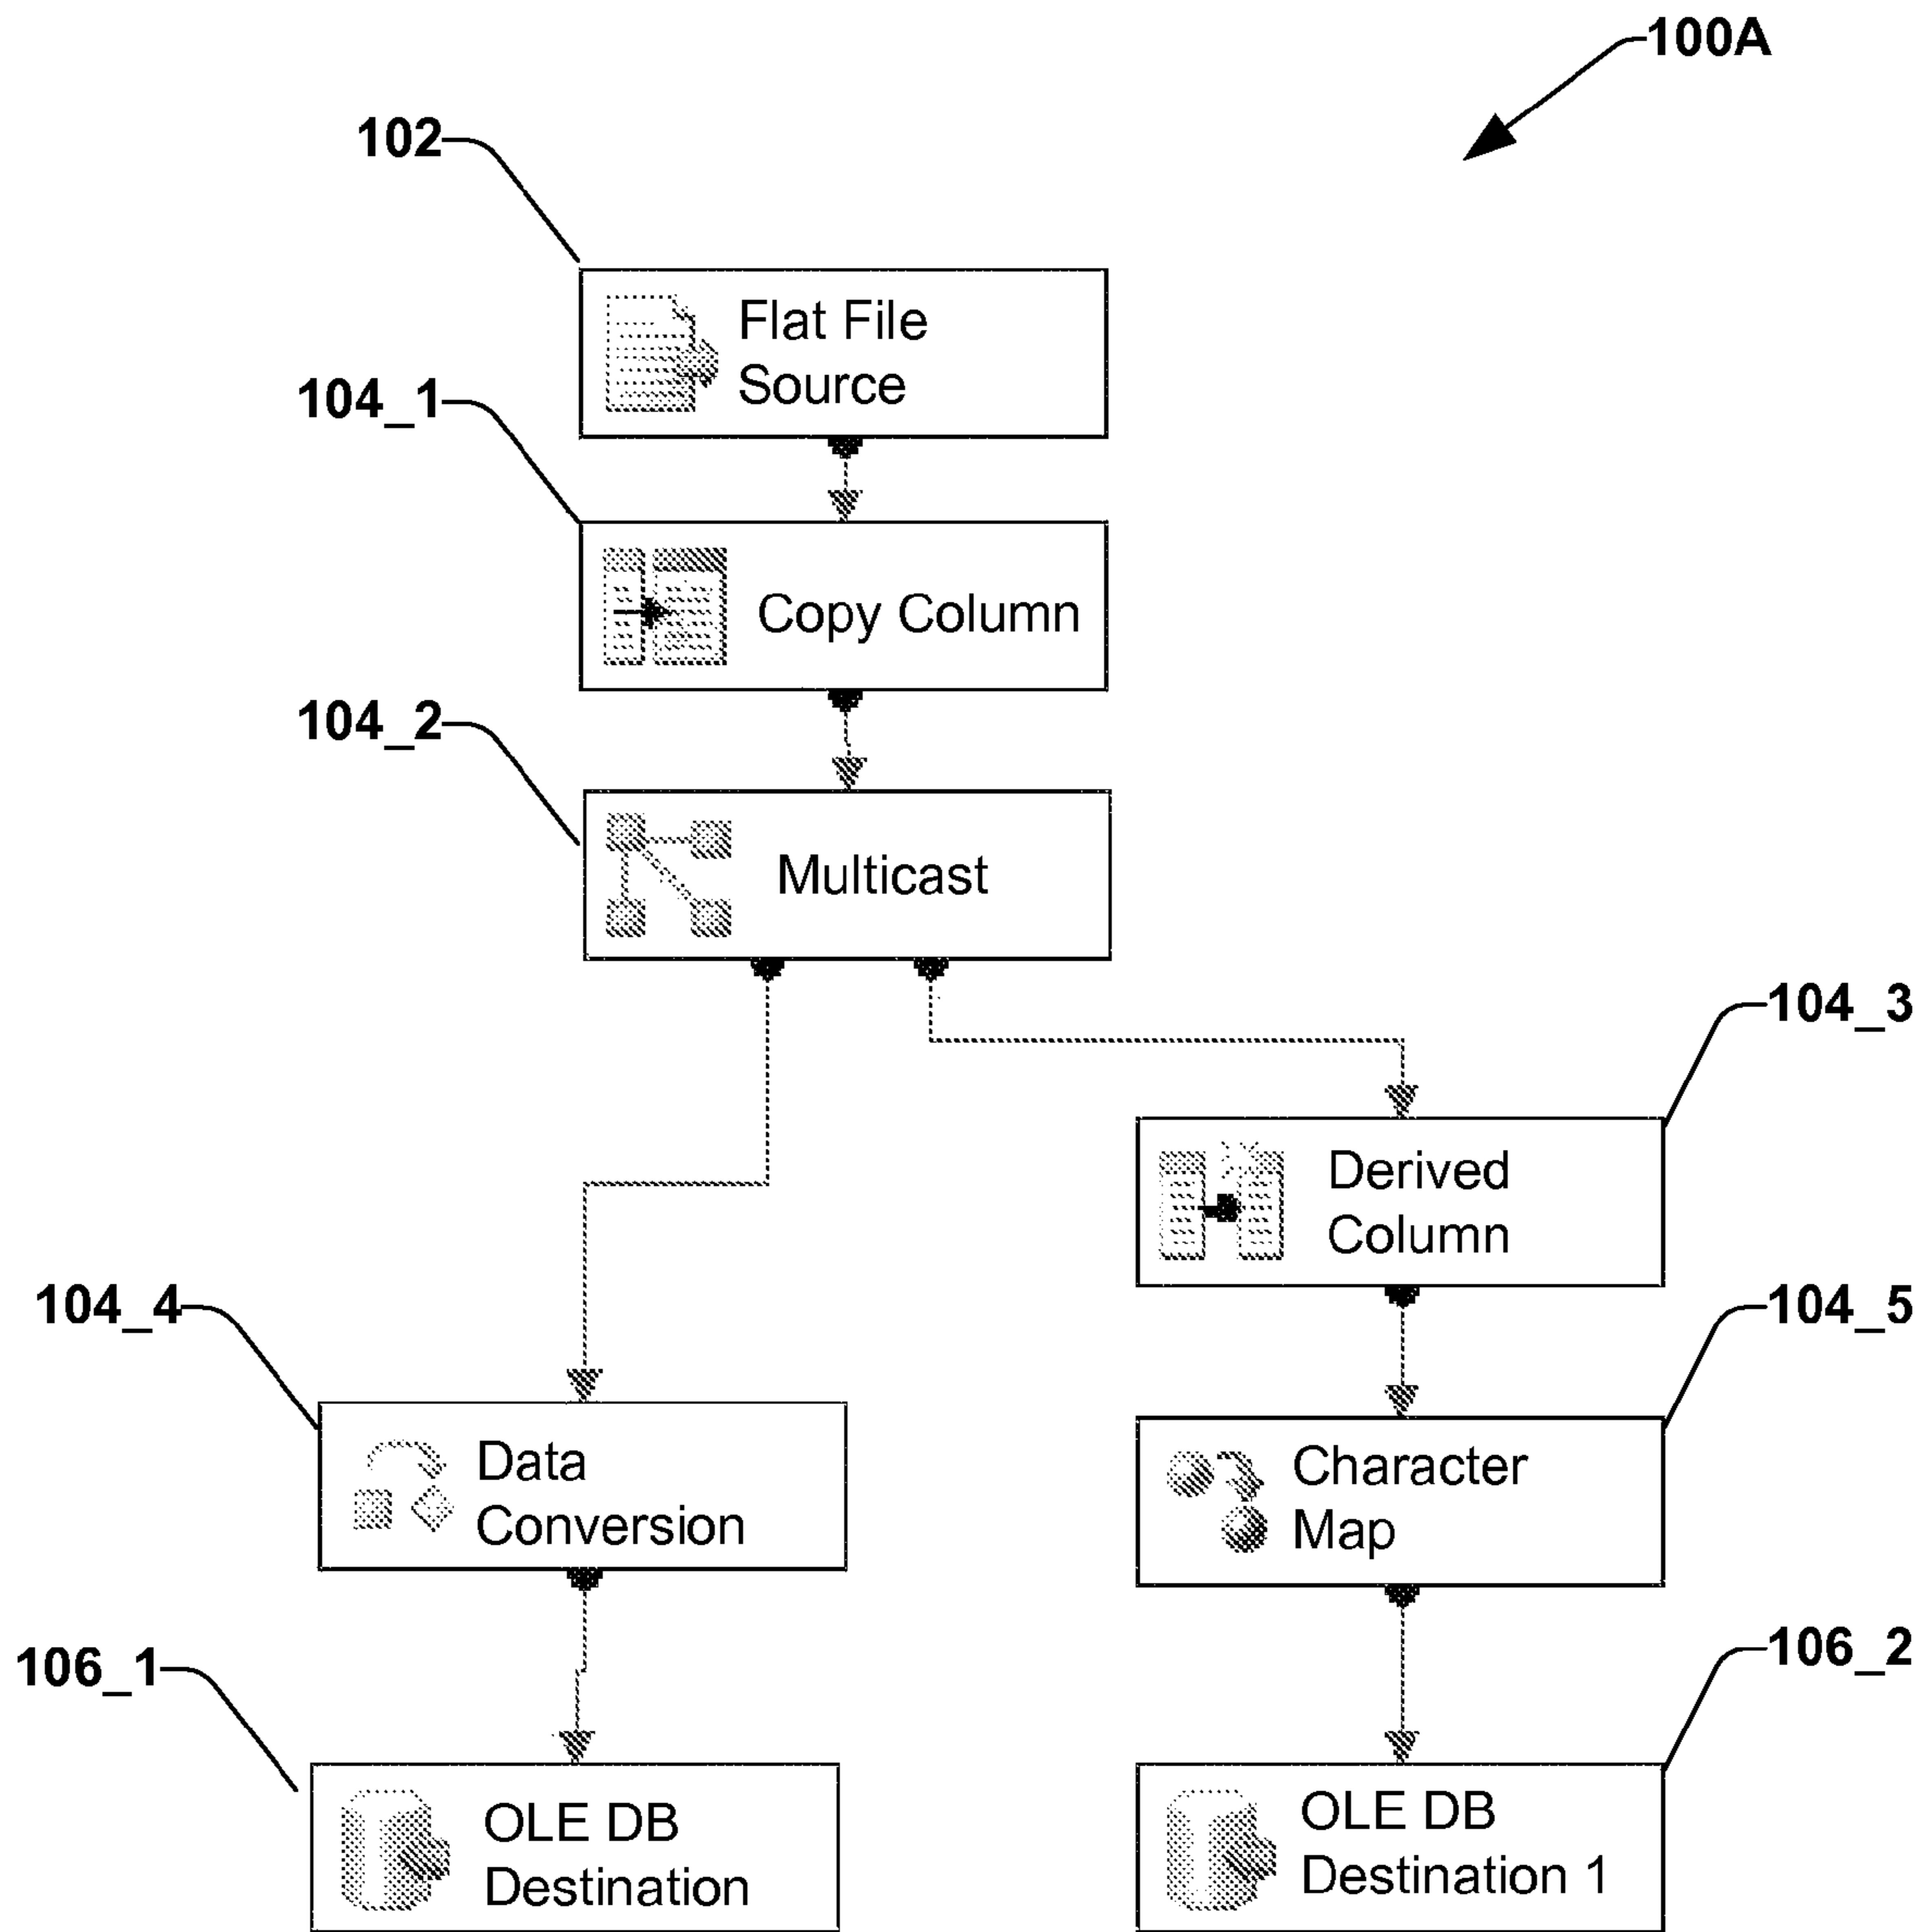 100A
102
Flat File
Source
104_1
Copy Column
104_2
Multicast
104_3
Derived
Column
104_4
Data
Conversion
104_5
Character
Map
106_1
OLE DB
Destination
106_2
OLE DB
Destination 1